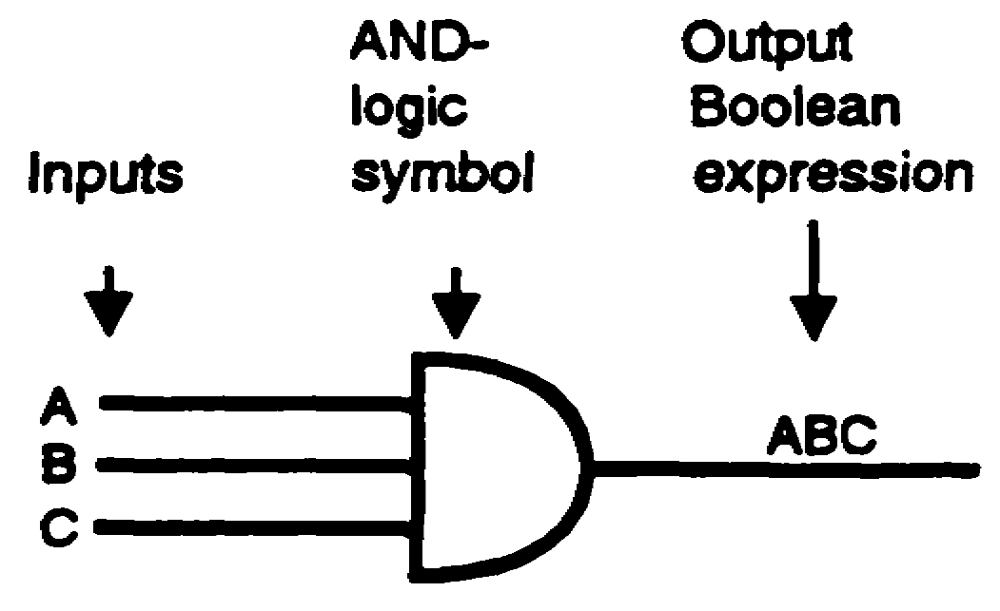 Inputs
AND-
logic
symbol
Output
Boolean
expression
A
B
C
ABC